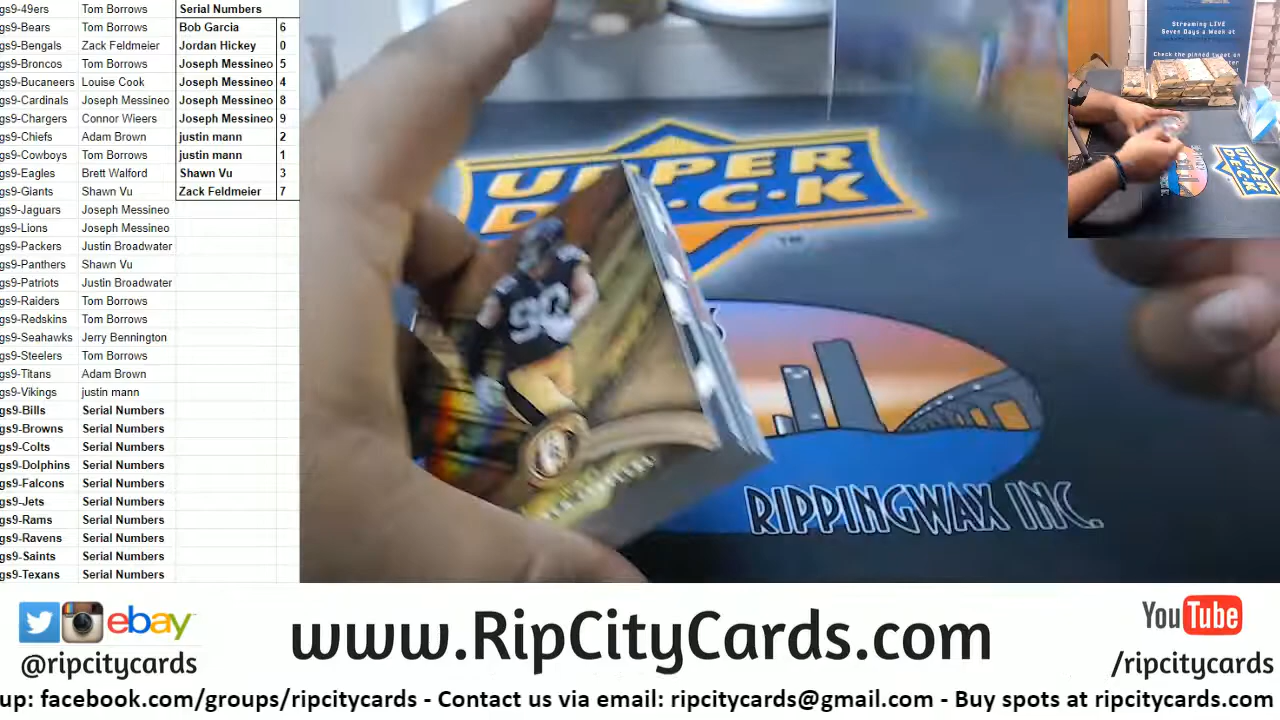 gs9-49ers Tom Borrows Serial Numbers
gs9-Bears Tom Borrows Bob Garcia 6
gs9-Bengals Zack Feldmeier Jordan Hickey 0
gs9-Broncos Tom Borrows Joseph Messineo 5
gs9-Bucaneers Louise Cook Joseph Messineo 4
gs9-Cardinals Joseph Messineo Joseph Messineo 8
gs9-Chargers Connor Wieers Joseph Messineo 9
gs9-Chiefs Adam Brown justin mann 2
gs9-Cowboys Tom Borrows justin mann 1
gs9-Eagles Brett Walford Shawn Vu 3
gs9-Giants Shawn Vu Zack Feldmeier 7
gs9-Jaguars Joseph Messineo
gs9-Lions Joseph Messineo
gs9-Packers Justin Broadwater
gs9-Panthers Shawn Vu
gs9-Patriots Justin Broadwater
gs9-Raiders Tom Borrows
gs9-Redskins Tom Borrows
gs9-Seahawks Jerry Bennington
gs9-Steelers Tom Borrows
gs9-Titans Adam Brown
gs9-Vikings justin mann
gs9-Bills Serial Numbers
gs9-Browns Serial Numbers
gs9-Colts Serial Numbers
gs9-Dolphins Serial Numbers
gs9-Falcons Serial Numbers
gs9-Jets Serial Numbers
gs9-Rams Serial Numbers
gs9-Ravens Serial Numbers
gs9-Saints Serial Numbers
gs9-Texans Serial Numbers
UPPER
DECK
TM
90
RIPPINGWAX INC.
Streaming LIVE
Seven Days a Week at
Check the pinned tweet on
UPPER
DECK
ebay
@ripcitycards
www.RipCityCards.com
YouTube
/ripcitycards
up: facebook.com/groups/ripcitycards - Contact us via email: ripcitycards@gmail.com - Buy spots at ripcitycards.com